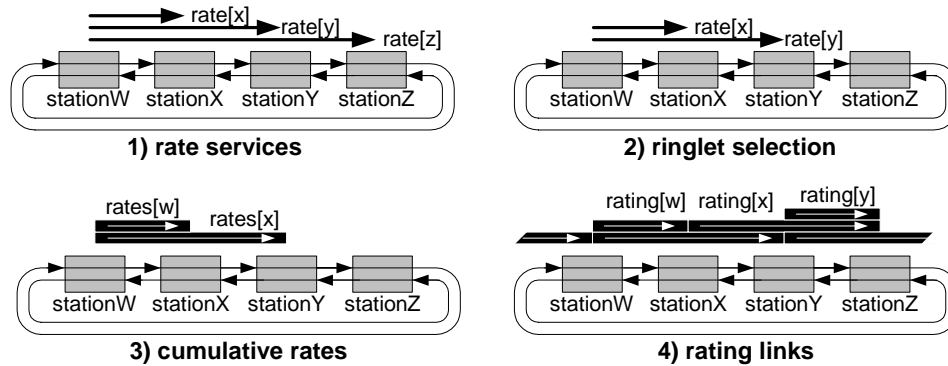 rate[x]
rate[y]
rate[z]
stationW stationX stationY stationZ
1) rate services
rate[x]
rate[y]
stationW stationX stationY stationZ
2) ringlet selection
rates[w]
rates[x]
stationW stationX stationY stationZ
3) cumulative rates
rating[y]
rating[w] rating[x]
stationW stationX stationY stationZ
4) rating links